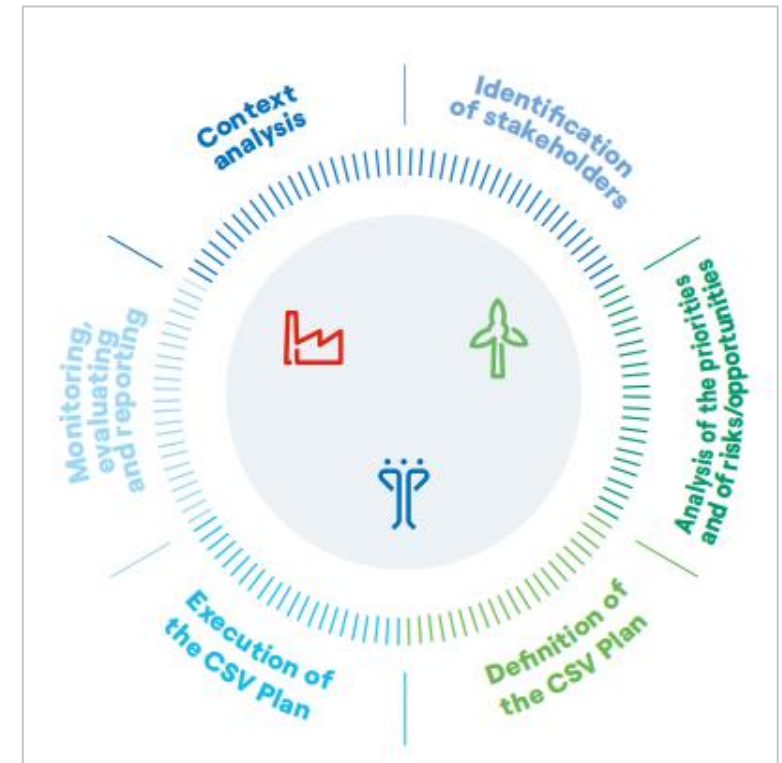 Context
analysis
Identification
of stakeholders
Analysis of the priorities
and of risks/opportunities
Definition of
the CSV Plan
Execution of
the CSV Plan
Monitoring,
evaluating
and reporting